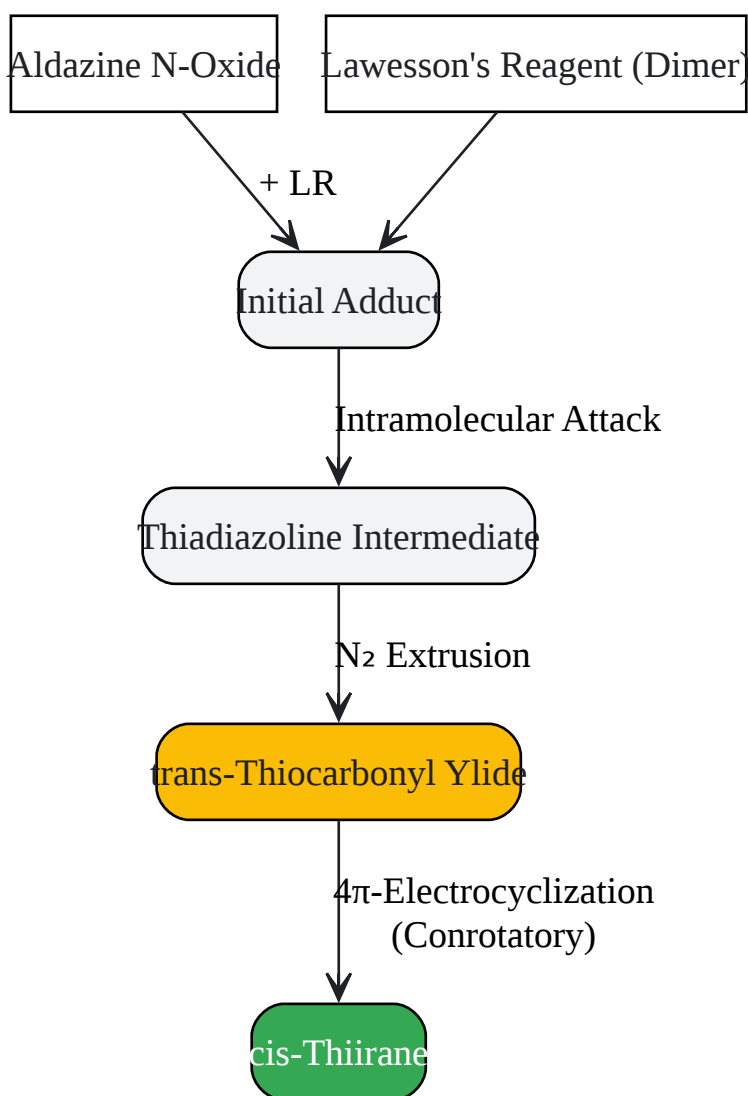 Aldazine N-Oxide
Lawesson's Reagent (Dimer)
+ LR
Initial Adduct
Intramolecular Attack
Thiadiazoline Intermediate
N₂ Extrusion
trans-Thiocarbonyl Ylide
4π-Electrocyclization
(Conrotatory)
cis-Thiirane